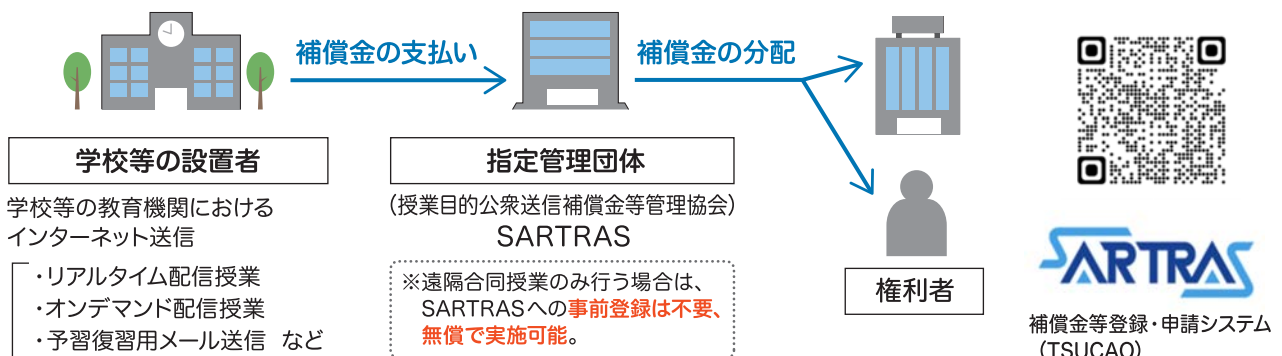 補償金の支払い
補償金の分配
学校等の設置者
学校等の教育機関における
インターネット送信
・リアルタイム配信授業
・オンデマンド配信授業
・予習復習用メール送信 など
指定管理団体
(授業目的公衆送信補償金等管理協会)
SARTRAS
※遠隔合同授業のみ行う場合は、
SARTRASへの事前登録は不要、
無償で実施可能。
権利者
SARTRAS
補償金等登録・申請システム
(TSUCAO)